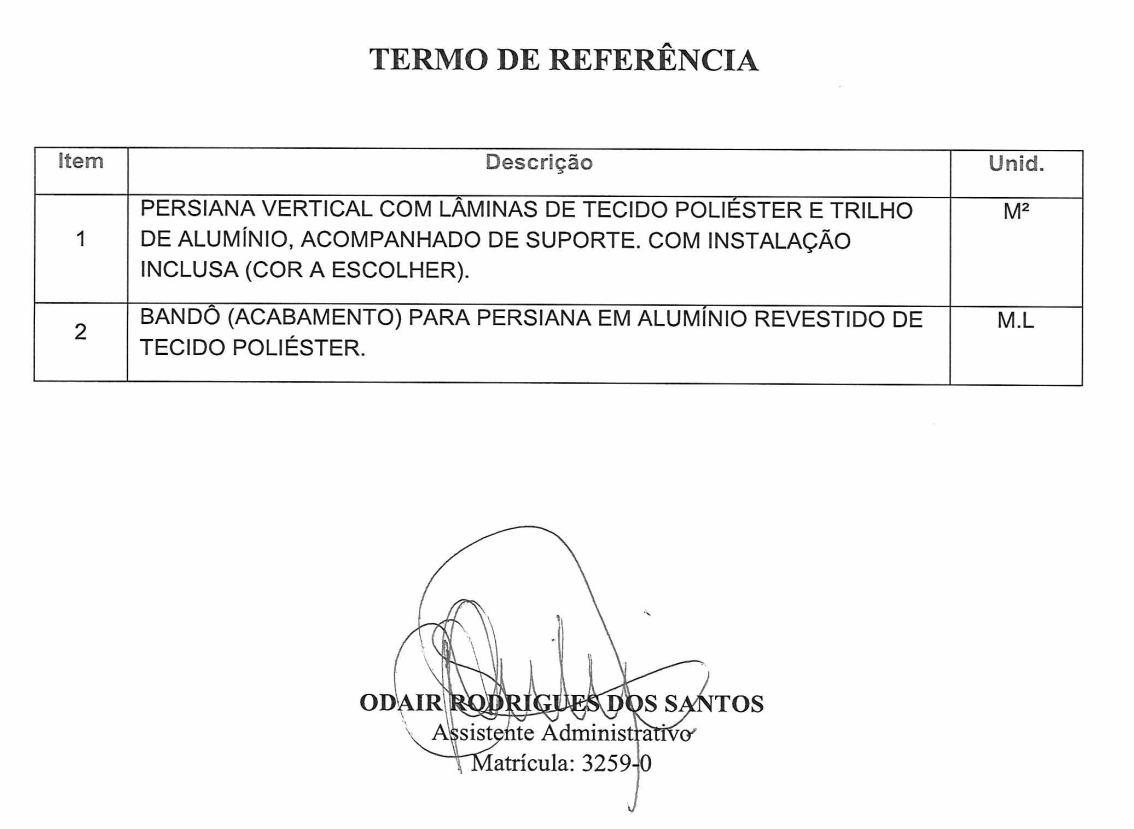 TERMO DE REFERÊNCIA
Item Descrição Unid.
1 PERSIANA VERTICAL COM LÂMINAS DE TECIDO POLIÉSTER E TRILHO M²
DE ALUMÍNIO, ACOMPANHADO DE SUPORTE. COM INSTALAÇÃO
INCLUSA (COR A ESCOLHER).
2 BANDÔ (ACABAMENTO) PARA PERSIANA EM ALUMÍNIO REVESTIDO DE M.L
TECIDO POLIÉSTER.
ODAIR RODRIGUES DOS SANTOS
Assistente Administrativo
Matrícula: 3259-0